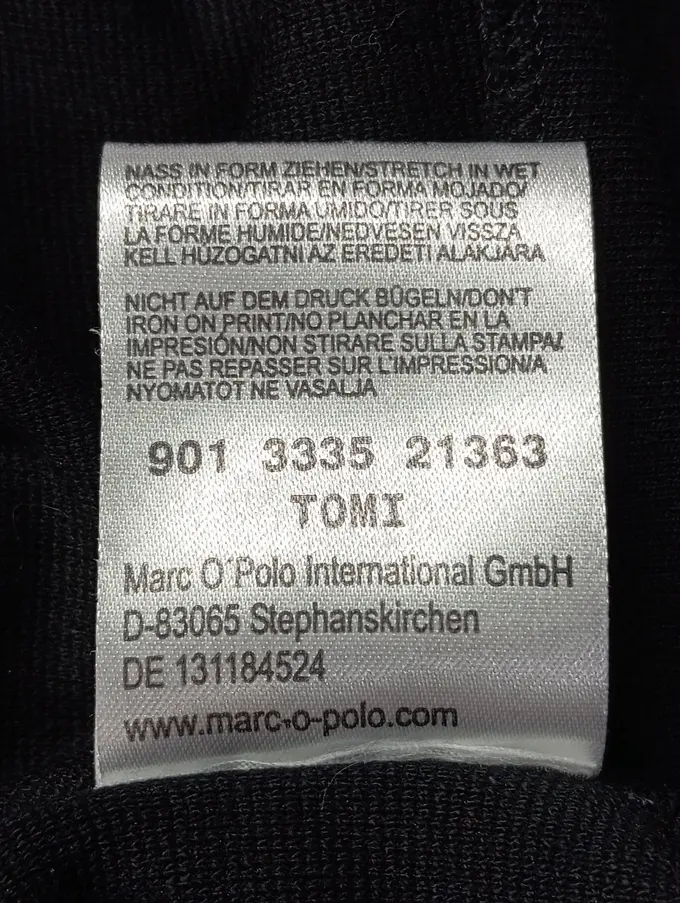 NASS IN FORM ZIEHEN/STRETCH IN WET
CONDITION/TIRAR EN FORMA MOJADO/
TIRARE IN FORMA UMIDO/TIRER SOUS
LA FORME HUMIDE/NEDVESEN VISSZA
KELL HÚZOGATNI AZ EREDETI ALAKJÁRA
NICHT AUF DEM DRUCK BÜGELN/DON'T
IRON ON PRINT/NO PLANCHAR EN LA
IMPRESIÓN/NON STIRARE SULLA STAMPA/
NE PAS REPASSER SUR L'IMPRESSION/A
NYOMATOT NE VASALJA
901 3335 21363
TOMI
Marc O´Polo International GmbH
D-83065 Stephanskirchen
DE 131184524
www.marc-o-polo.com